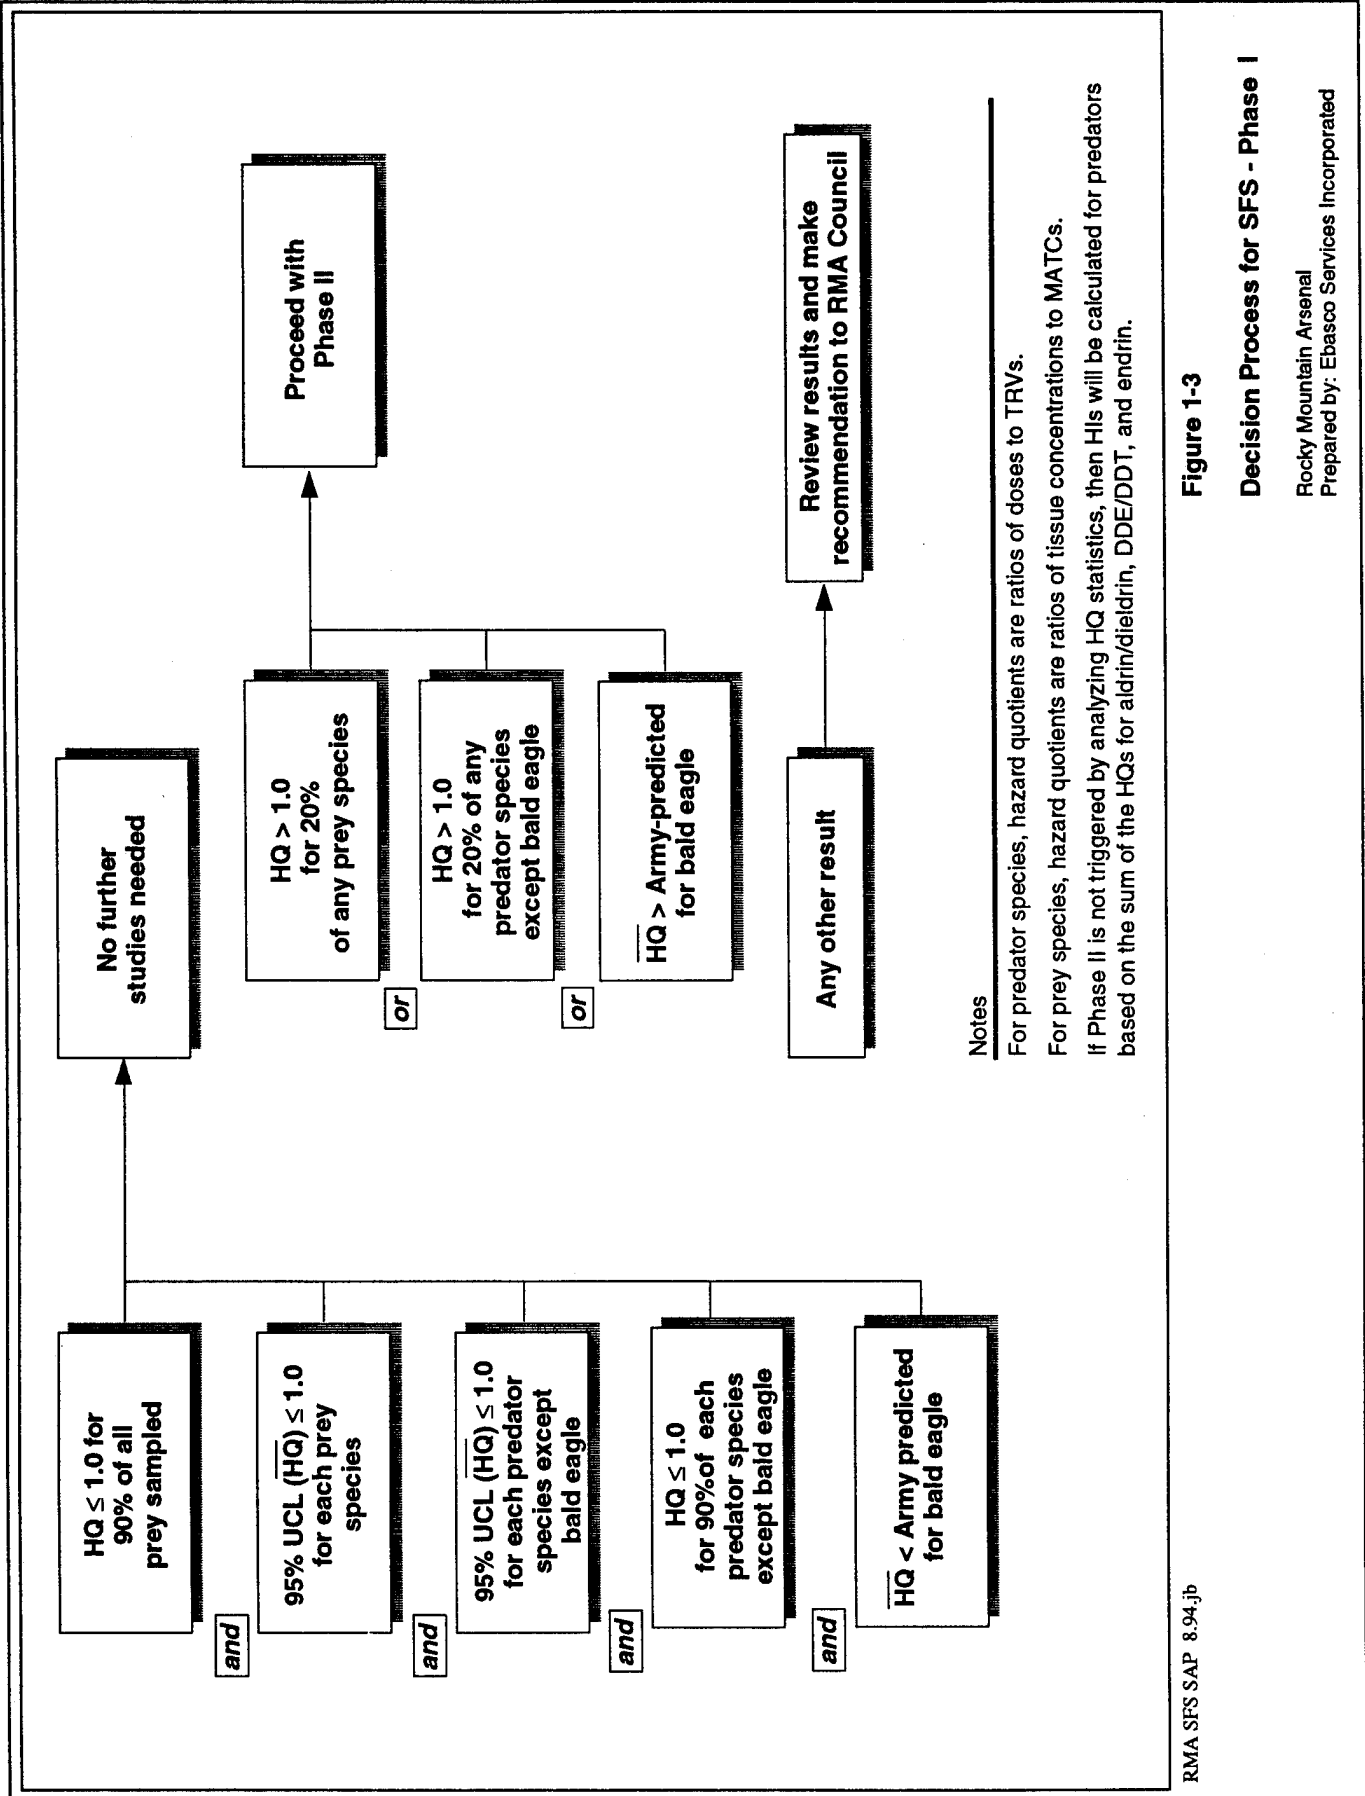 HQ ≤ 1.0 for
90% of all
prey sampled
and
95% UCL (HQ) ≤ 1.0
for each prey
species
and
95% UCL (HQ) ≤ 1.0
for each predator
species except
bald eagle
and
HQ ≤ 1.0
for 90%of each
predator species
except bald eagle
and
HQ < Army predicted
for bald eagle
No further
studies needed
HQ > 1.0
for 20%
of any prey species
or
HQ > 1.0
for 20% of any
predator species
except bald eagle
or
HQ > Army-predicted
for bald eagle
Proceed with
Phase II
Any other result
Review results and make
recommendation to RMA Council
Notes
For predator species, hazard quotients are ratios of doses to TRVs.
For prey species, hazard quotients are ratios of tissue concentrations to MATCs.
If Phase II is not triggered by analyzing HQ statistics, then HIs will be calculated for predators
based on the sum of the HQs for aldrin/dieldrin, DDE/DDT, and endrin.
RMA SFS SAP 8.94.jb
Figure 1-3
Decision Process for SFS - Phase I
Rocky Mountain Arsenal
Prepared by: Ebasco Services Incorporated